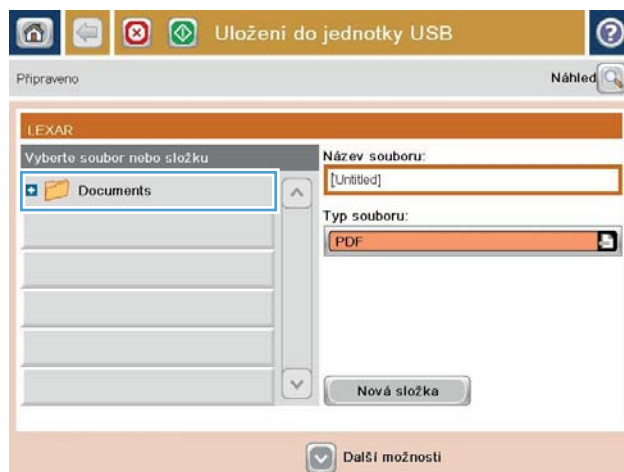 Uložení do jednotky USB
Připraveno
Náhled
LEXAR
Vyberte soubor nebo složku
Documents
Název souboru:
[Untitled]
Typ souboru:
PDF
Nová složka
Další možnosti